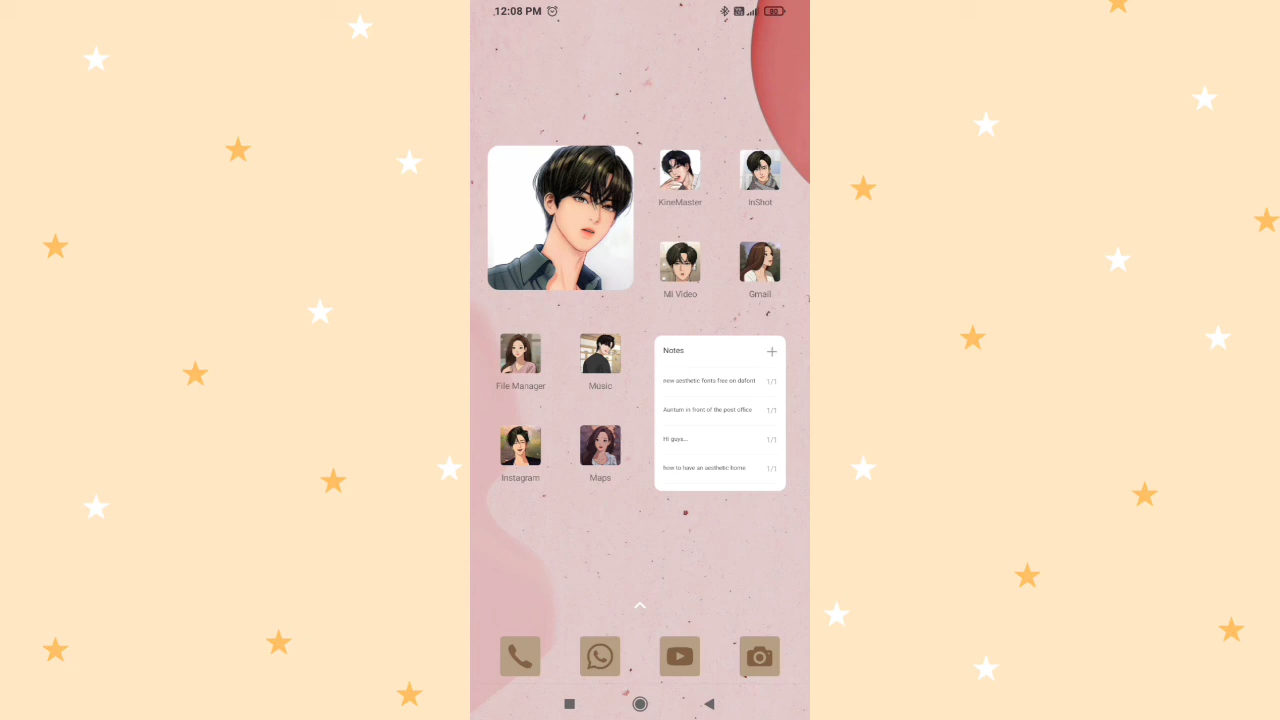 12:08 PM
80
KineMaster
InShot
Mi Video
Gmail
File Manager
Music
Notes
new aesthetic fonts free on dafont 1/1
Auntum in front of the post office 1/1
Hi guys... 1/1
how to have an aesthetic home 1/1
Instagram
Maps